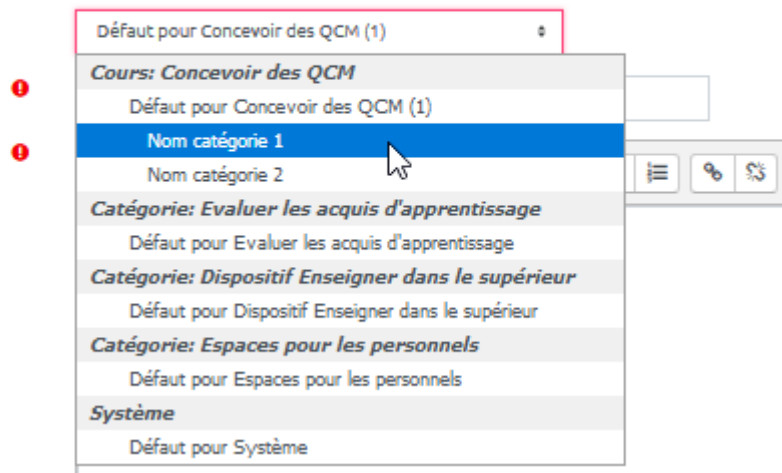 Défaut pour Concevoir des QCM (1)
Cours: Concevoir des QCM
Défaut pour Concevoir des QCM (1)
Nom catégorie 1
Nom catégorie 2
Catégorie: Evaluer les acquis d'apprentissage
Défaut pour Evaluer les acquis d'apprentissage
Catégorie: Dispositif Enseigner dans le supérieur
Défaut pour Dispositif Enseigner dans le supérieur
Catégorie: Espaces pour les personnels
Défaut pour Espaces pour les personnels
Système
Défaut pour Système